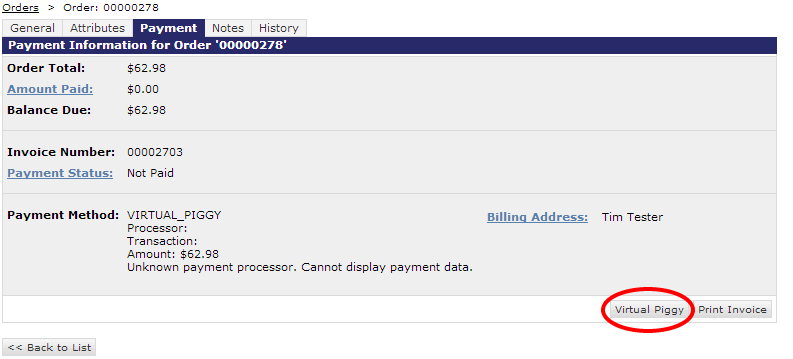 Orders > Order: 00000278
General Attributes Payment Notes History
Payment Information for Order '00000278'
Order Total: $62.98
Amount Paid: $0.00
Balance Due: $62.98
Invoice Number: 00002703
Payment Status: Not Paid
Payment Method: VIRTUAL_PIGGY Billing Address: Tim Tester
Processor:
Transaction:
Amount: $62.98
Unknown payment processor. Cannot display payment data.
Virtual Piggy Print Invoice
<< Back to List